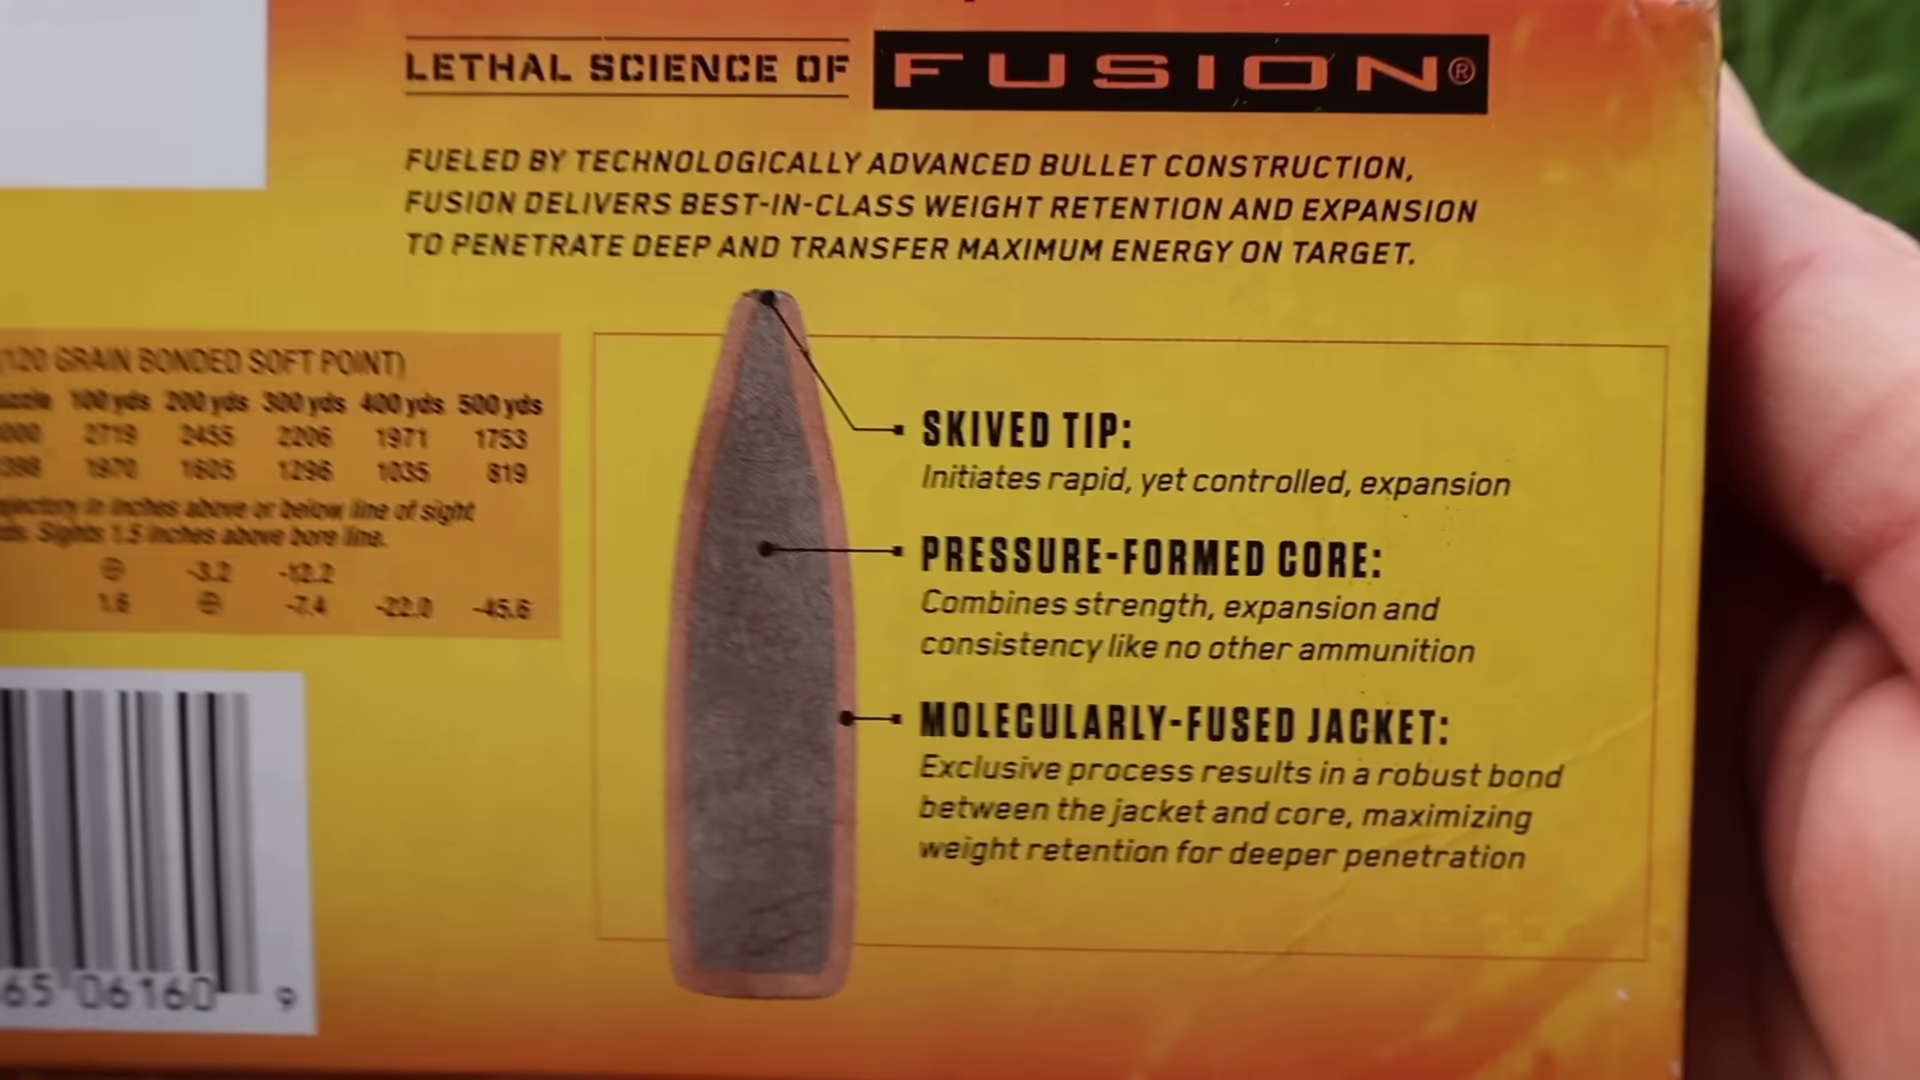 LETHAL SCIENCE OF FUSION®
FUELED BY TECHNOLOGICALLY ADVANCED BULLET CONSTRUCTION,
FUSION DELIVERS BEST-IN-CLASS WEIGHT RETENTION AND EXPANSION
TO PENETRATE DEEP AND TRANSFER MAXIMUM ENERGY ON TARGET.
(120 GRAIN BONDED SOFT POINT)
100 yds 200 yds 300 yds 400 yds 500 yds
2719 2455 2206 1971 1753
1970 1605 1296 1035 819
in inches above or below line of sight
Sights 1.5 inches above bore line.
-3.2 -12.2
1.6 -7.4 -22.0 -45.6
SKIVED TIP:
Initiates rapid, yet controlled, expansion
PRESSURE-FORMED CORE:
Combines strength, expansion and
consistency like no other ammunition
MOLECULARLY-FUSED JACKET:
Exclusive process results in a robust bond
between the jacket and core, maximizing
weight retention for deeper penetration
65 06160 9